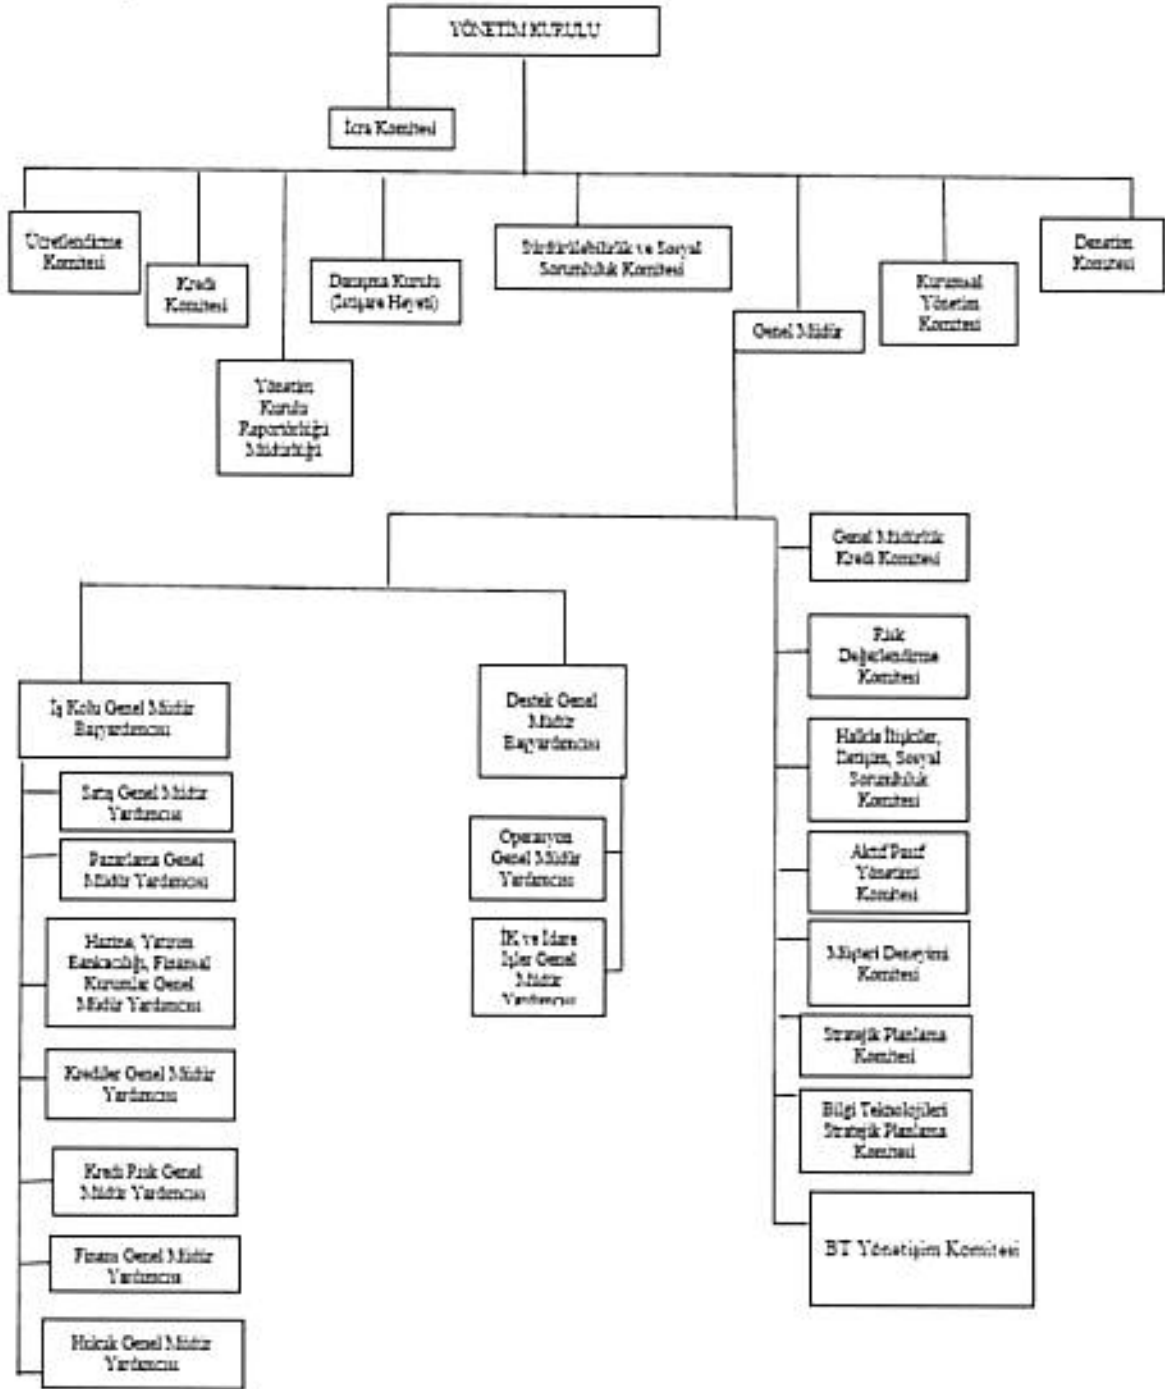 YÖNETİM KURULU
İcra Komitesi
Ücretlendirme
Komitesi
Kredi
Komitesi
Yönetim
Kurulu
Raportörlüğü
Müdürlüğü
Danışma Kurulu
(İstişare Heyeti)
Sürdürülebilirlik ve Sosyal
Sorumluluk Komitesi
Genel Müdür
Kurumsal
Yönetim
Komitesi
Denetim
Komitesi
İş Kolu Genel Müdür
Başyardımcısı
Satış Genel Müdür
Yardımcısı
Pazarlama Genel
Müdür Yardımcısı
Hazine, Yatırım
Bankacılığı, Finansal
Kurumlar Genel
Müdür Yardımcısı
Krediler Genel Müdür
Yardımcısı
Kredi Risk Genel
Müdür Yardımcısı
Finans Genel Müdür
Yardımcısı
Hukuk Genel Müdür
Yardımcısı
Destek Genel
Müdür
Başyardımcısı
Operasyon
Genel Müdür
Yardımcısı
İK ve İdare
İşler Genel
Müdür
Yardımcısı
Genel Müdürlük
Kredi Komitesi
Risk
Değerlendirme
Komitesi
Halkla İlişkiler,
İletişim, Sosyal
Sorumluluk
Komitesi
Aktif Pasif
Yönetimi
Komitesi
Müşteri Deneyimi
Komitesi
Stratejik Planlama
Komitesi
Bilgi Teknolojileri
Stratejik Planlama
Komitesi
BT Yönetişim Komitesi